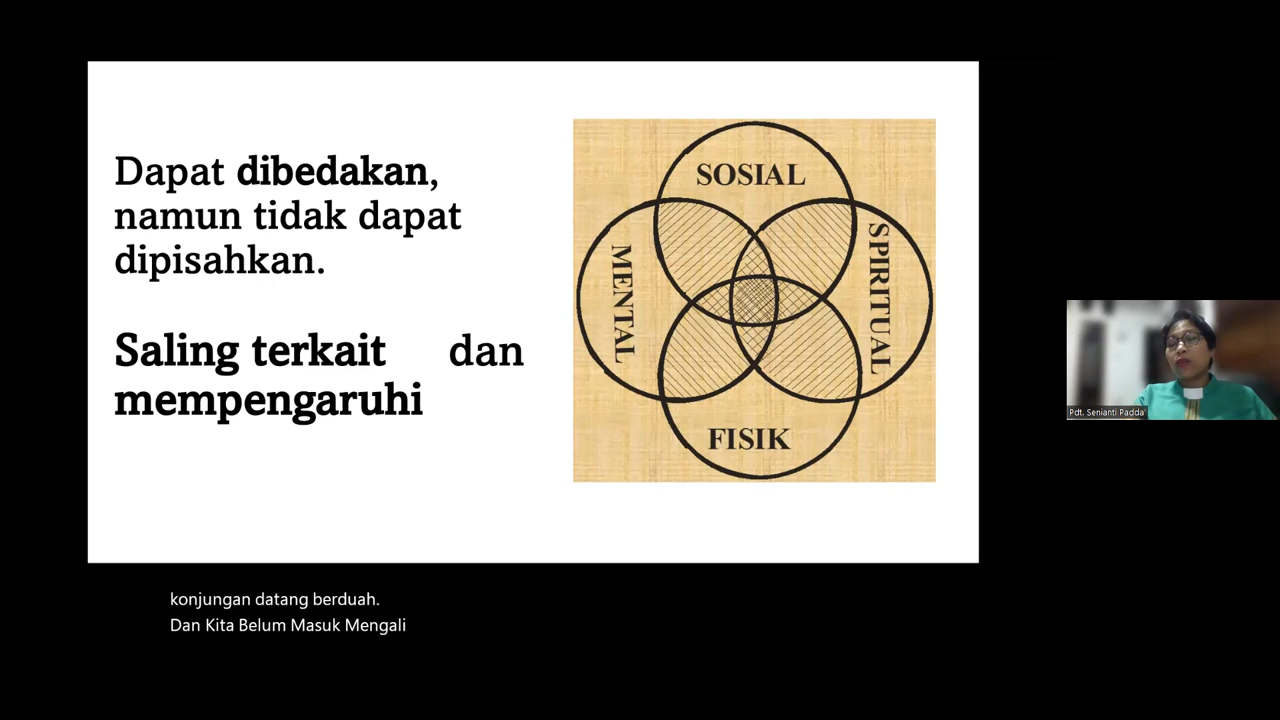 Dapat dibedakan,
namun tidak dapat
dipisahkan.
Saling terkait dan
mempengaruhi
SOSIAL
MENTAL
SPIRITUAL
FISIK
Pdt. Senianti Padda'
konjungan datang berduah.
Dan Kita Belum Masuk Mengali